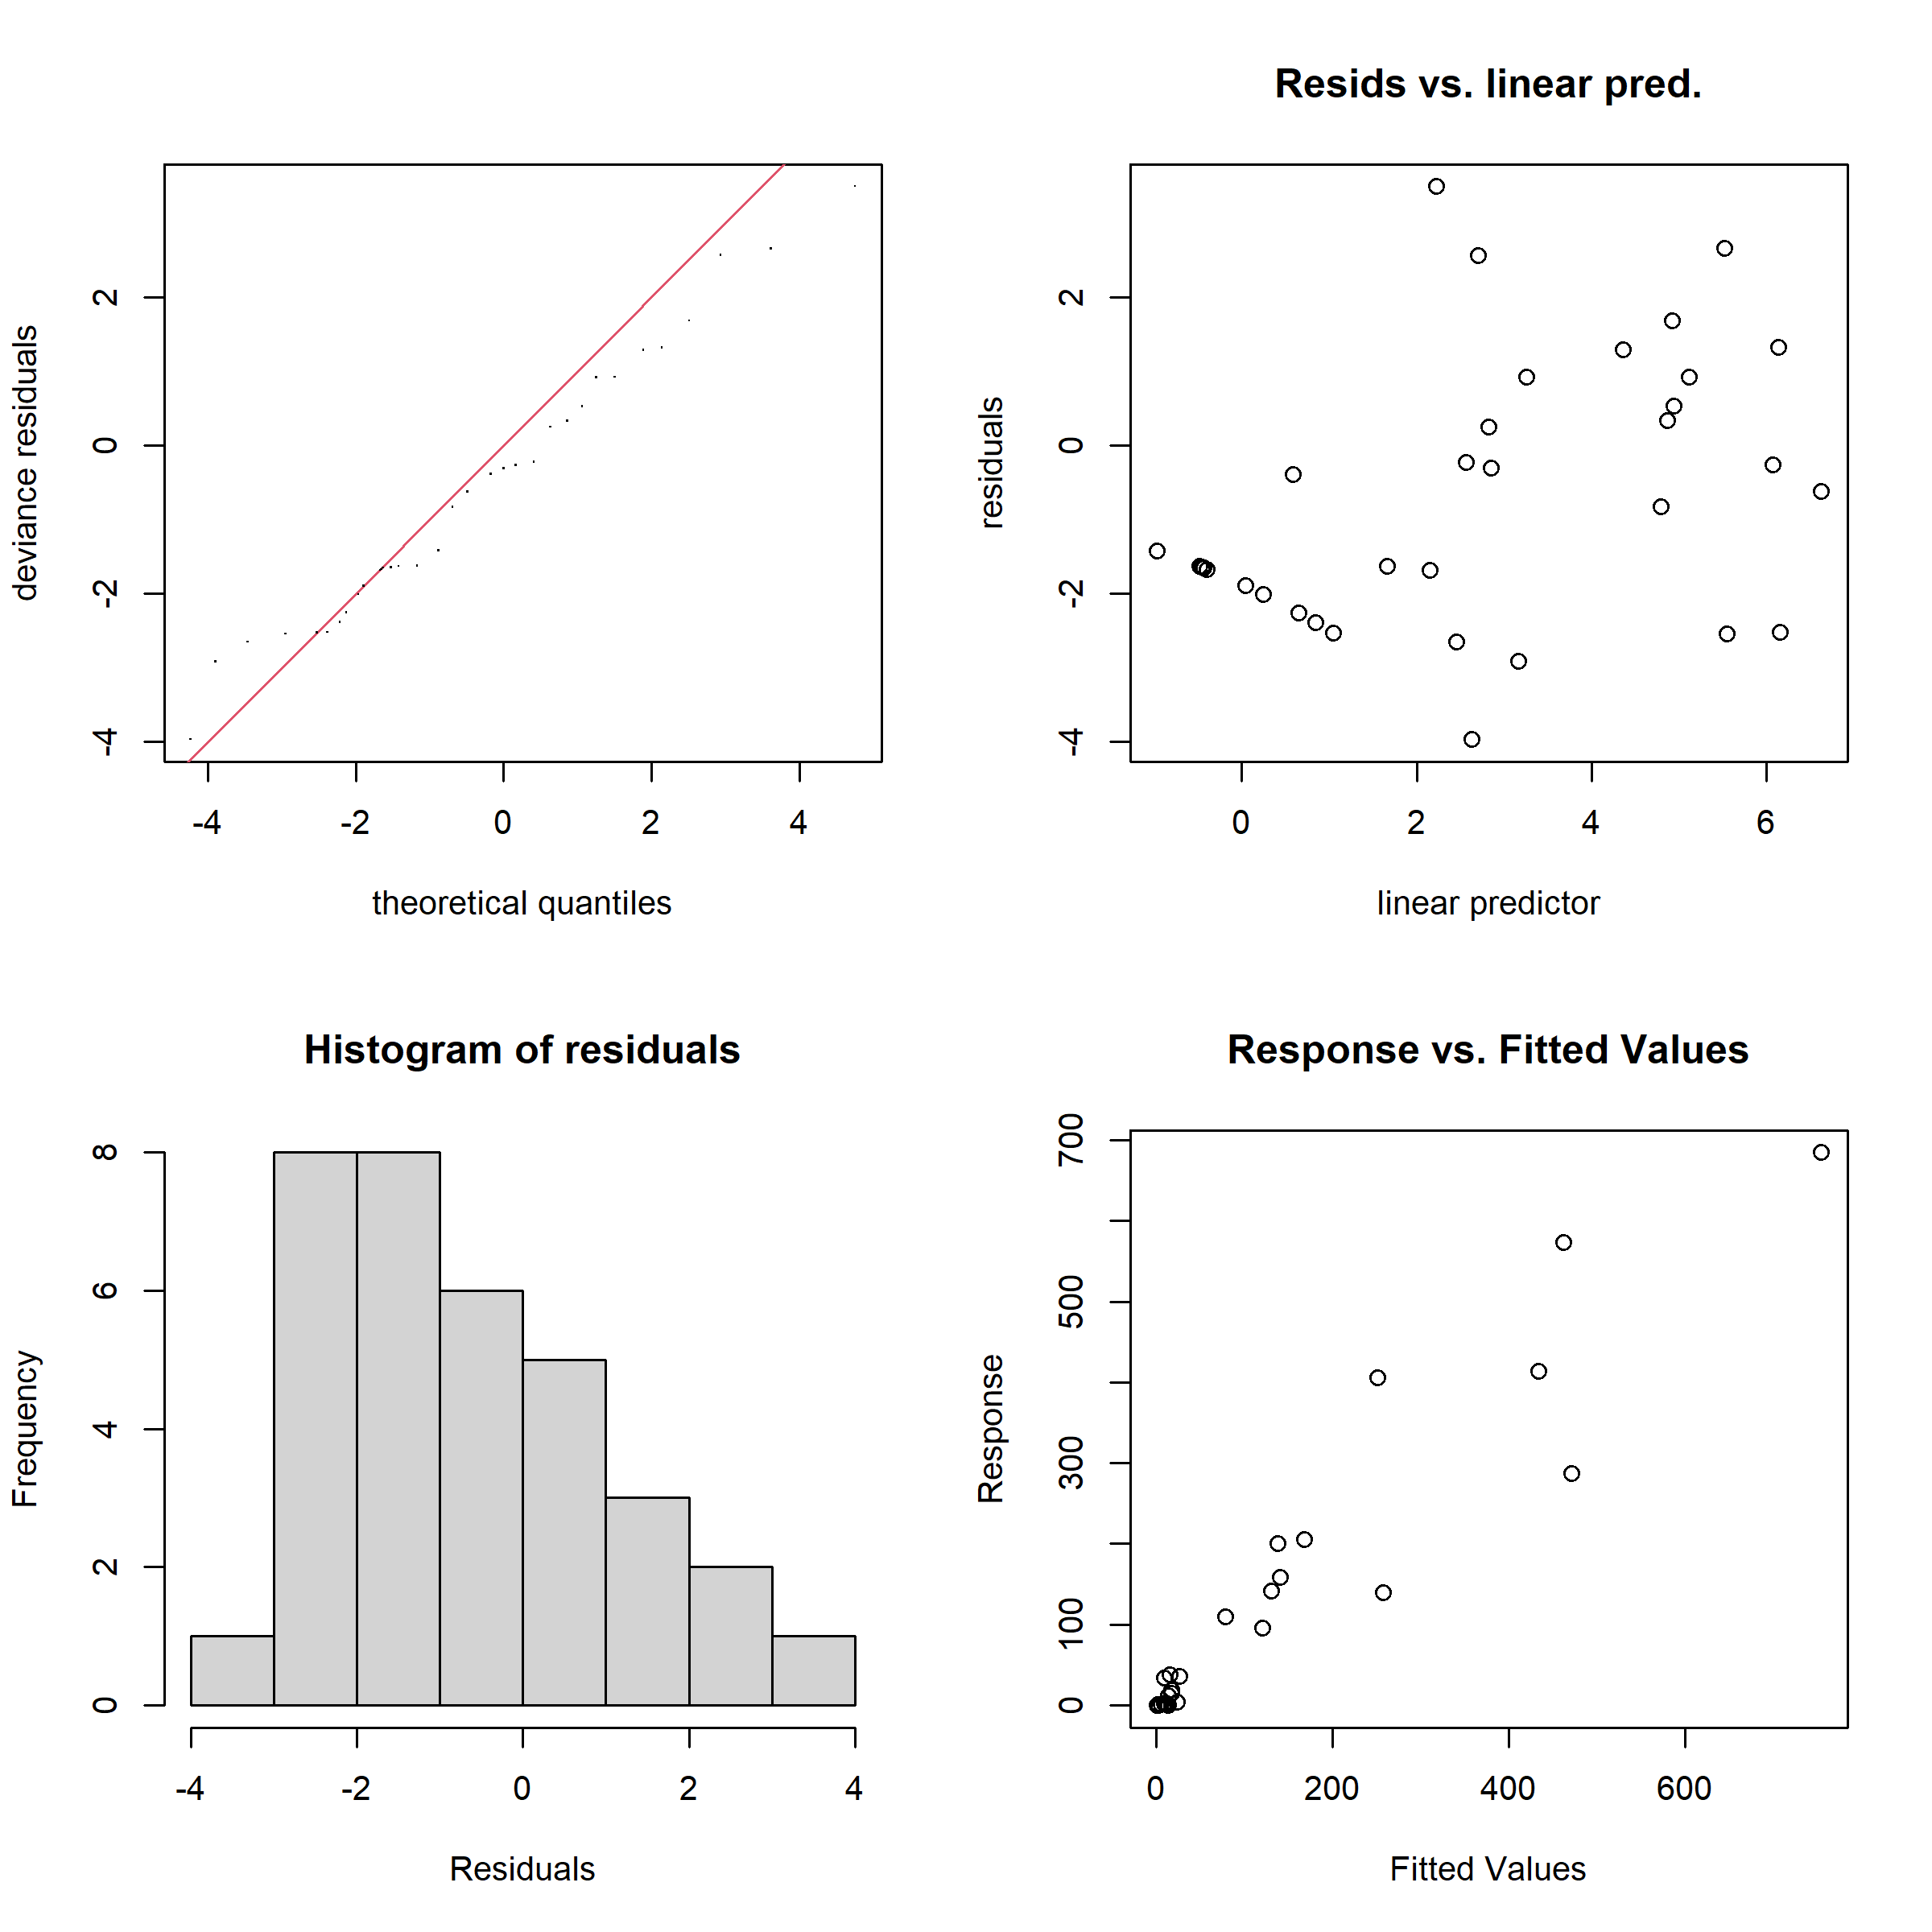 deviance residuals
2
0
-2
-4
-4 -2 0 2 4
theoretical quantiles
Resids vs. linear pred.
residuals
2
0
-2
-4
0 2 4 6
linear predictor
Histogram of residuals
Frequency
8
6
4
2
0
-4 -2 0 2 4
Residuals
Response vs. Fitted Values
Response
700
500
300
100
0
0 200 400 600
Fitted Values